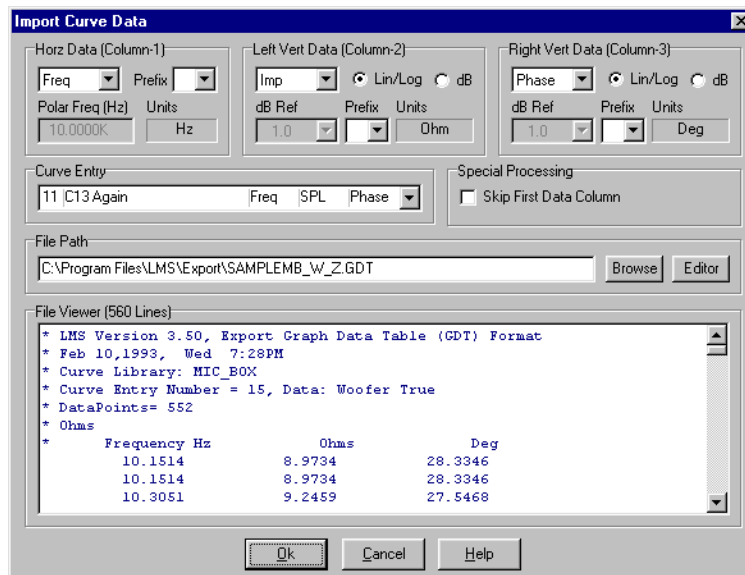 Import Curve Data
Horz Data (Column-1)
Freq Prefix
Polar Freq (Hz) Units
10.0000K Hz
Left Vert Data (Column-2)
Imp Lin/Log dB
dB Ref Prefix Units
1.0 Ohm
Right Vert Data (Column-3)
Phase Lin/Log dB
dB Ref Prefix Units
1.0 Deg
Curve Entry
11 C13 Again Freq SPL Phase
Special Processing
Skip First Data Column
File Path
C:\Program Files\LMS\Export\SAMPLEMB_W_Z.GDT Browse Editor
File Viewer (560 Lines)
* LMS Version 3.50, Export Graph Data Table (GDT) Format
* Feb 10,1993, Wed 7:28PM
* Curve Library: MIC_BOX
* Curve Entry Number = 15, Data: Woofer True
* DataPoints= 552
* Ohms
* Frequency Hz Ohms Deg
10.1514 8.9734 28.3346
10.1514 8.9734 28.3346
10.3051 9.2459 27.5468
Ok Cancel Help